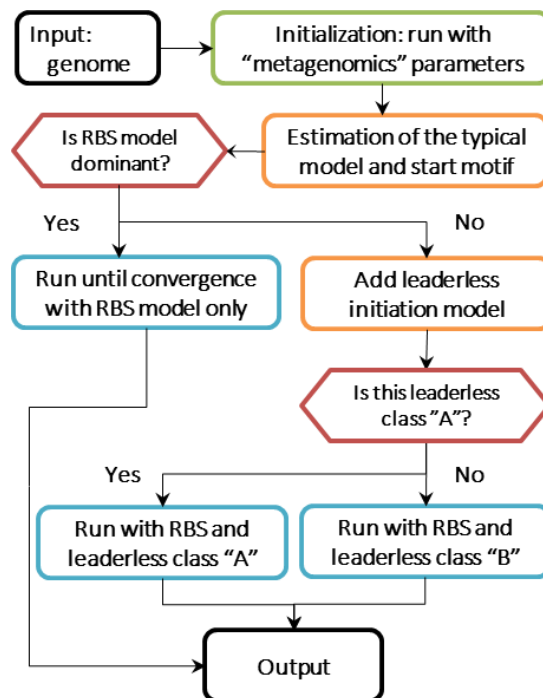 Input:
genome
Initialization: run with
“metagenomics” parameters
Is RBS model
dominant?
Estimation of the typical
model and start motif
Yes
No
Run until convergence
with RBS model only
Add leaderless
initiation model
Is this leaderless
class ”A”?
Yes
No
Run with RBS and
leaderless class “A”
Run with RBS and
leaderless class “B”
Output